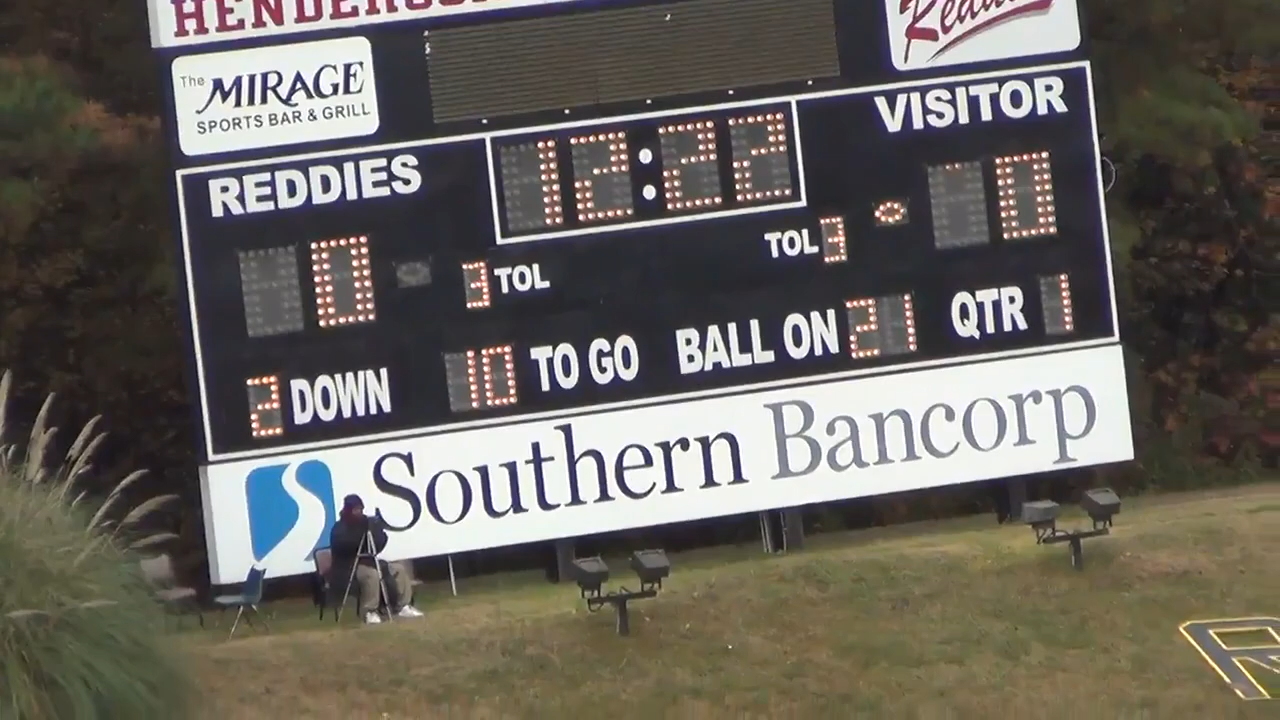 The MIRAGE
SPORTS BAR & GRILL
REDDIES
12:22
VISITOR
0
3 TOL
TOL 3
0
2 DOWN
10 TO GO
BALL ON 21
QTR 1
Southern Bancorp